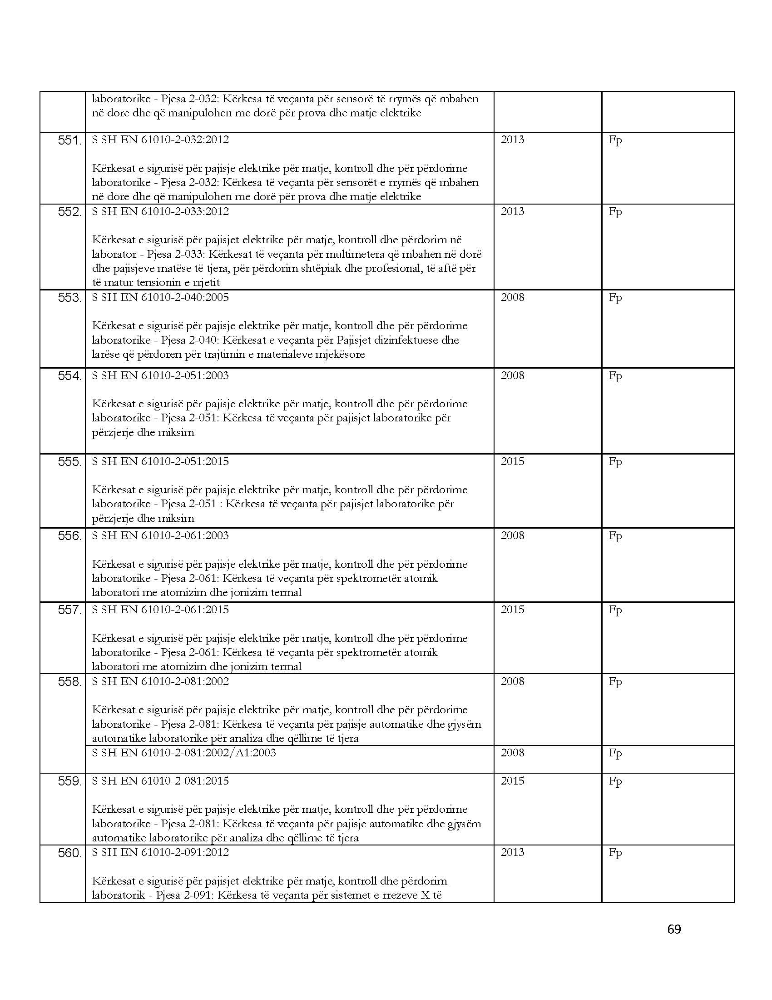 laboratorike - Pjesa 2-032: Kërkesa të veçanta për sensorë të rrymës që mbahen
në dore dhe që manipulohen me dorë për prova dhe matje elektrike
551. S SH EN 61010-2-032:2012 2013 Fp
Kërkesat e sigurisë për pajisje elektrike për matje, kontroll dhe për përdorime
laboratorike - Pjesa 2-032: Kërkesa të veçanta për sensorët e rrymës që mbahen
në dore dhe që manipulohen me dorë për prova dhe matje elektrike
552. S SH EN 61010-2-033:2012 2013 Fp
Kërkesat e sigurisë për pajisjet elektrike për matje, kontroll dhe përdorim në
laborator - Pjesa 2-033: Kërkesat të veçanta për multimetera që mbahen në dorë
dhe pajisjeve matëse të tjera, për përdorim shtëpiak dhe profesional, të aftë për
të matur tensionin e rrjetit
553. S SH EN 61010-2-040:2005 2008 Fp
Kërkesat e sigurisë për pajisje elektrike për matje, kontroll dhe për përdorime
laboratorike - Pjesa 2-040: Kërkesat e veçanta për Pajisjet dizinfektuese dhe
larëse që përdoren për trajtimin e materialeve mjekësore
554. S SH EN 61010-2-051:2003 2008 Fp
Kërkesat e sigurisë për pajisje elektrike për matje, kontroll dhe për përdorime
laboratorike - Pjesa 2-051: Kërkesa të veçanta për pajisjet laboratorike për
përzjerje dhe miksim
555. S SH EN 61010-2-051:2015 2015 Fp
Kërkesat e sigurisë për pajisje elektrike për matje, kontroll dhe për përdorime
laboratorike - Pjesa 2-051 : Kërkesa të veçanta për pajisjet laboratorike për
përzjerje dhe miksim
556. S SH EN 61010-2-061:2003 2008 Fp
Kërkesat e sigurisë për pajisje elektrike për matje, kontroll dhe për përdorime
laboratorike - Pjesa 2-061: Kërkesa të veçanta për spektrometër atomik
laboratori me atomizim dhe jonizim termal
557. S SH EN 61010-2-061:2015 2015 Fp
Kërkesat e sigurisë për pajisje elektrike për matje, kontroll dhe për përdorime
laboratorike - Pjesa 2-061: Kërkesa të veçanta për spektrometër atomik
laboratori me atomizim dhe jonizim termal
558. S SH EN 61010-2-081:2002 2008 Fp
Kërkesat e sigurisë për pajisje elektrike për matje, kontroll dhe për përdorime
laboratorike - Pjesa 2-081: Kërkesa të veçanta për pajisje automatike dhe gjysëm
automatike laboratorike për analiza dhe qëllime të tjera
S SH EN 61010-2-081:2002/A1:2003 2008 Fp
559. S SH EN 61010-2-081:2015 2015 Fp
Kërkesat e sigurisë për pajisje elektrike për matje, kontroll dhe për përdorime
laboratorike - Pjesa 2-081: Kërkesa të veçanta për pajisje automatike dhe gjysëm
automatike laboratorike për analiza dhe qëllime të tjera
560. S SH EN 61010-2-091:2012 2013 Fp
Kërkesat e sigurisë për pajisjet elektrike për matje, kontroll dhe përdorim
laboratorik - Pjesa 2-091: Kërkesa të veçanta për sistemet e rrezeve X të
69